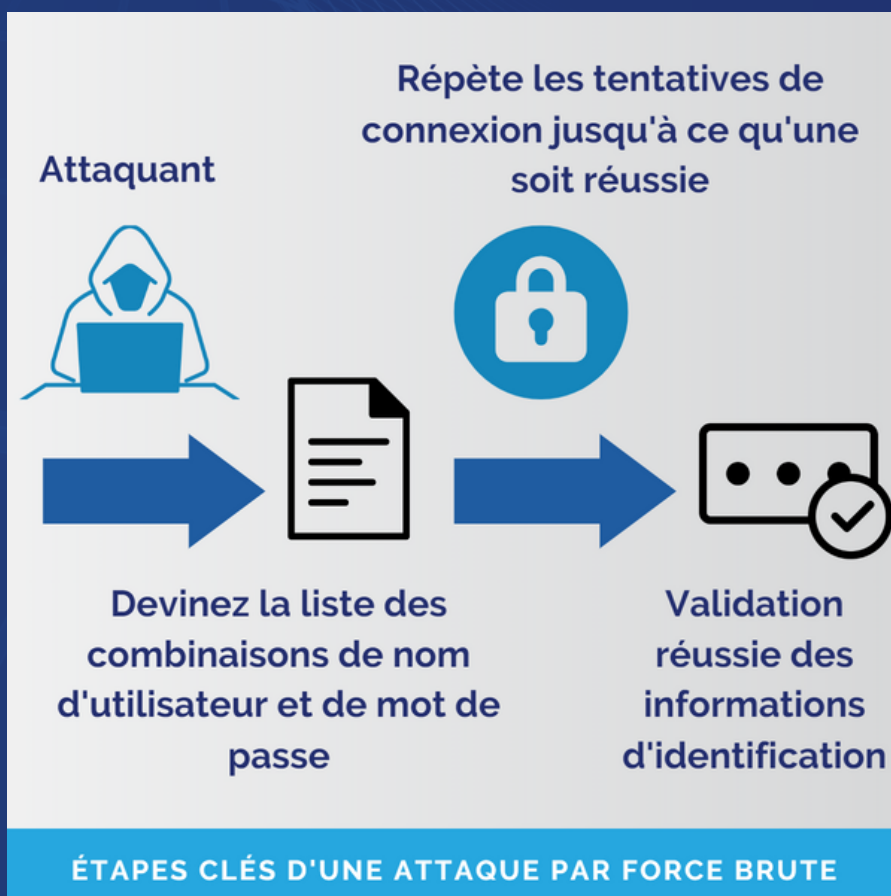 Répète les tentatives de
connexion jusqu'à ce qu'une
soit réussie
Attaquant
Devinez la liste des
combinaisons de nom
d'utilisateur et de mot de
passe
Validation
réussie des
informations
d'identification
ÉTAPES CLÉS D'UNE ATTAQUE PAR FORCE BRUTE